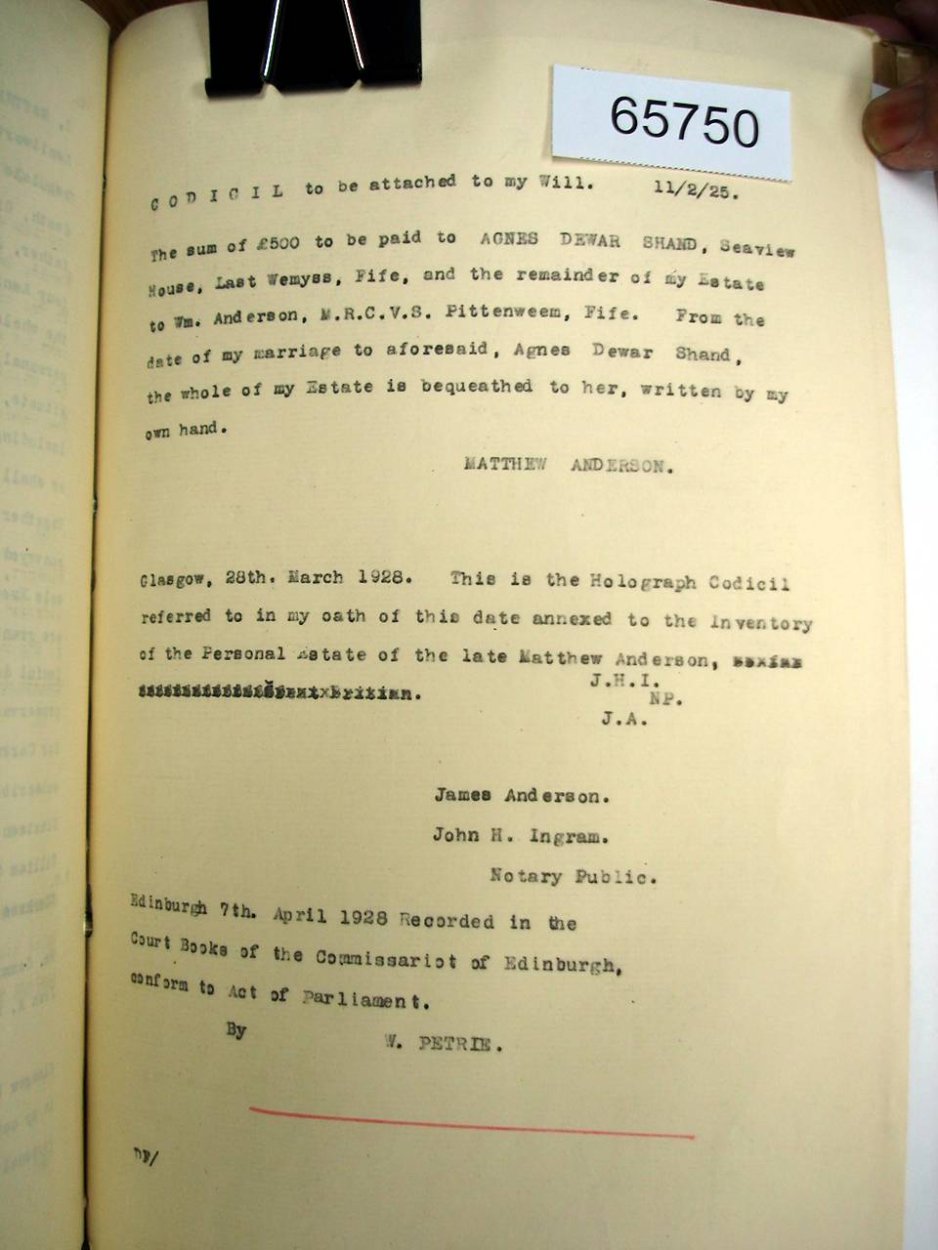 65750
CODICIL to be attached to my Will. 11/2/25.
The sum of £500 to be paid to AGNES DEWAR SHAND, Seaview
House, East Wemyss, Fife, and the remainder of my Estate
to Wm. Anderson, M.R.C.V.S. Pittenweem, Fife. From the
date of my marriage to aforesaid, Agnes Dewar Shand,
the whole of my Estate is bequeathed to her, written by my
own hand.
MATTHEW ANDERSON.
Glasgow, 28th. March 1928. This is the Holograph Codicil
referred to in my oath of this date annexed to the Inventory
of the Personal Estate of the late Matthew Anderson,
J.H.I.
NP.
J.A.
James Anderson.
John H. Ingram.
Notary Public.
Edinburgh 7th. April 1928 Recorded in the
Court Books of the Commissariot of Edinburgh,
conform to Act of Parliament.
By W. PETRIE.